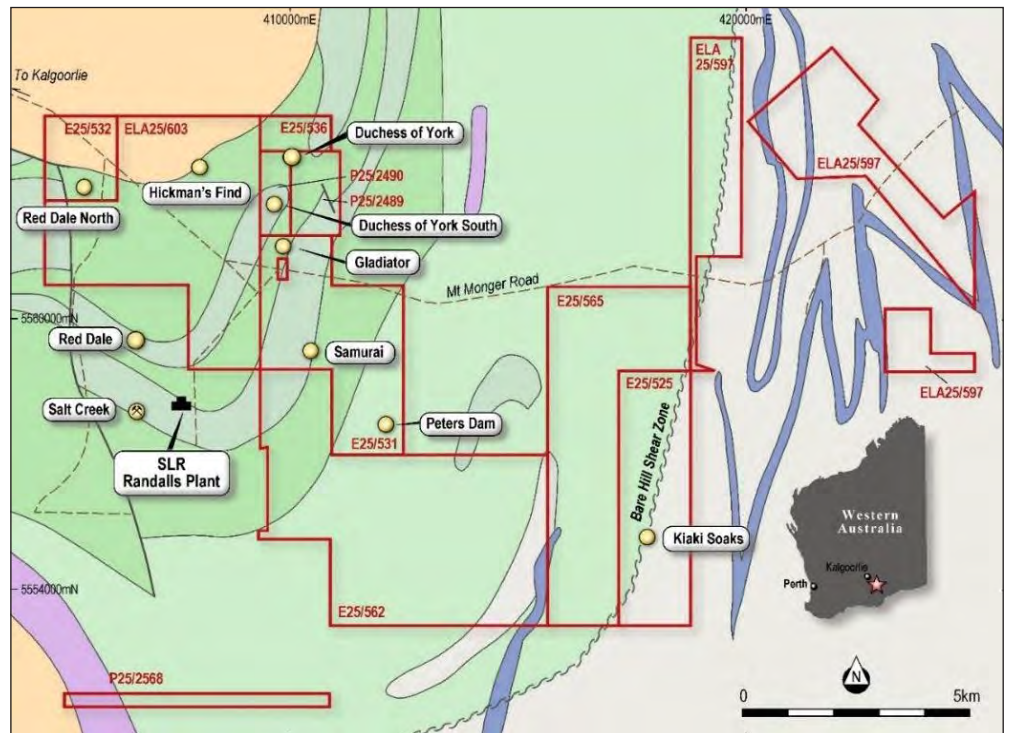 410000mE
420000mE
To Kalgoorlie
ELA
25/597
E25/532
ELA25/603
E25/536
Duchess of York
ELA25/597
P25/2490
Hickman's Find
P25/2489
Red Dale North
Duchess of York South
Gladiator
Mt Monger Road
E25/565
5560000mN
Red Dale
Samurai
E25/525
ELA25/597
Salt Creek
Peters Dam
E25/531
SLR
Randalls Plant
Bare Hill Shear Zone
Western
Australia
Kiaki Soaks
Kalgoorlie
Perth
5554000mN
E25/562
P25/2568
N
0
5km